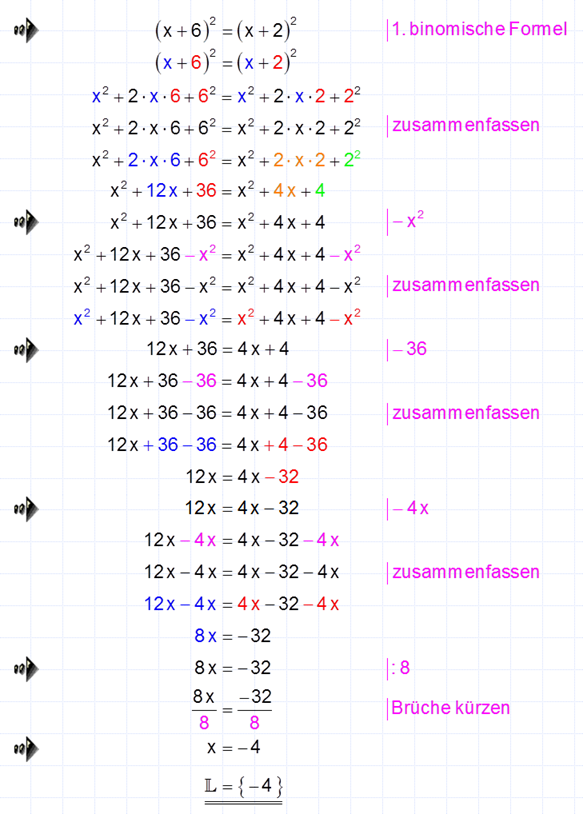 (x + 6)² = (x + 2)² |1. binomische Formel
(x + 6)² = (x + 2)²
x² + 2 · x · 6 + 6² = x² + 2 · x · 2 + 2²
x² + 2 · x · 6 + 6² = x² + 2 · x · 2 + 2² |zusammenfassen
x² + 2 · x · 6 + 6² = x² + 2 · x · 2 + 2²
x² + 12x + 36 = x² + 4x + 4
x² + 12x + 36 = x² + 4x + 4 |− x²
x² + 12x + 36 − x² = x² + 4x + 4 − x²
x² + 12x + 36 − x² = x² + 4x + 4 − x² |zusammenfassen
x² + 12x + 36 − x² = x² + 4x + 4 − x²
12x + 36 = 4x + 4 |− 36
12x + 36 − 36 = 4x + 4 − 36
12x + 36 − 36 = 4x + 4 − 36 |zusammenfassen
12x + 36 − 36 = 4x + 4 − 36
12x = 4x − 32
12x = 4x − 32 |− 4x
12x − 4x = 4x − 32 − 4x
12x − 4x = 4x − 32 − 4x |zusammenfassen
12x − 4x = 4x − 32 − 4x
8x = −32
8x = −32 |: 8
8x/8 = −32/8 |Brüche kürzen
x = −4
𝕃 = {−4}